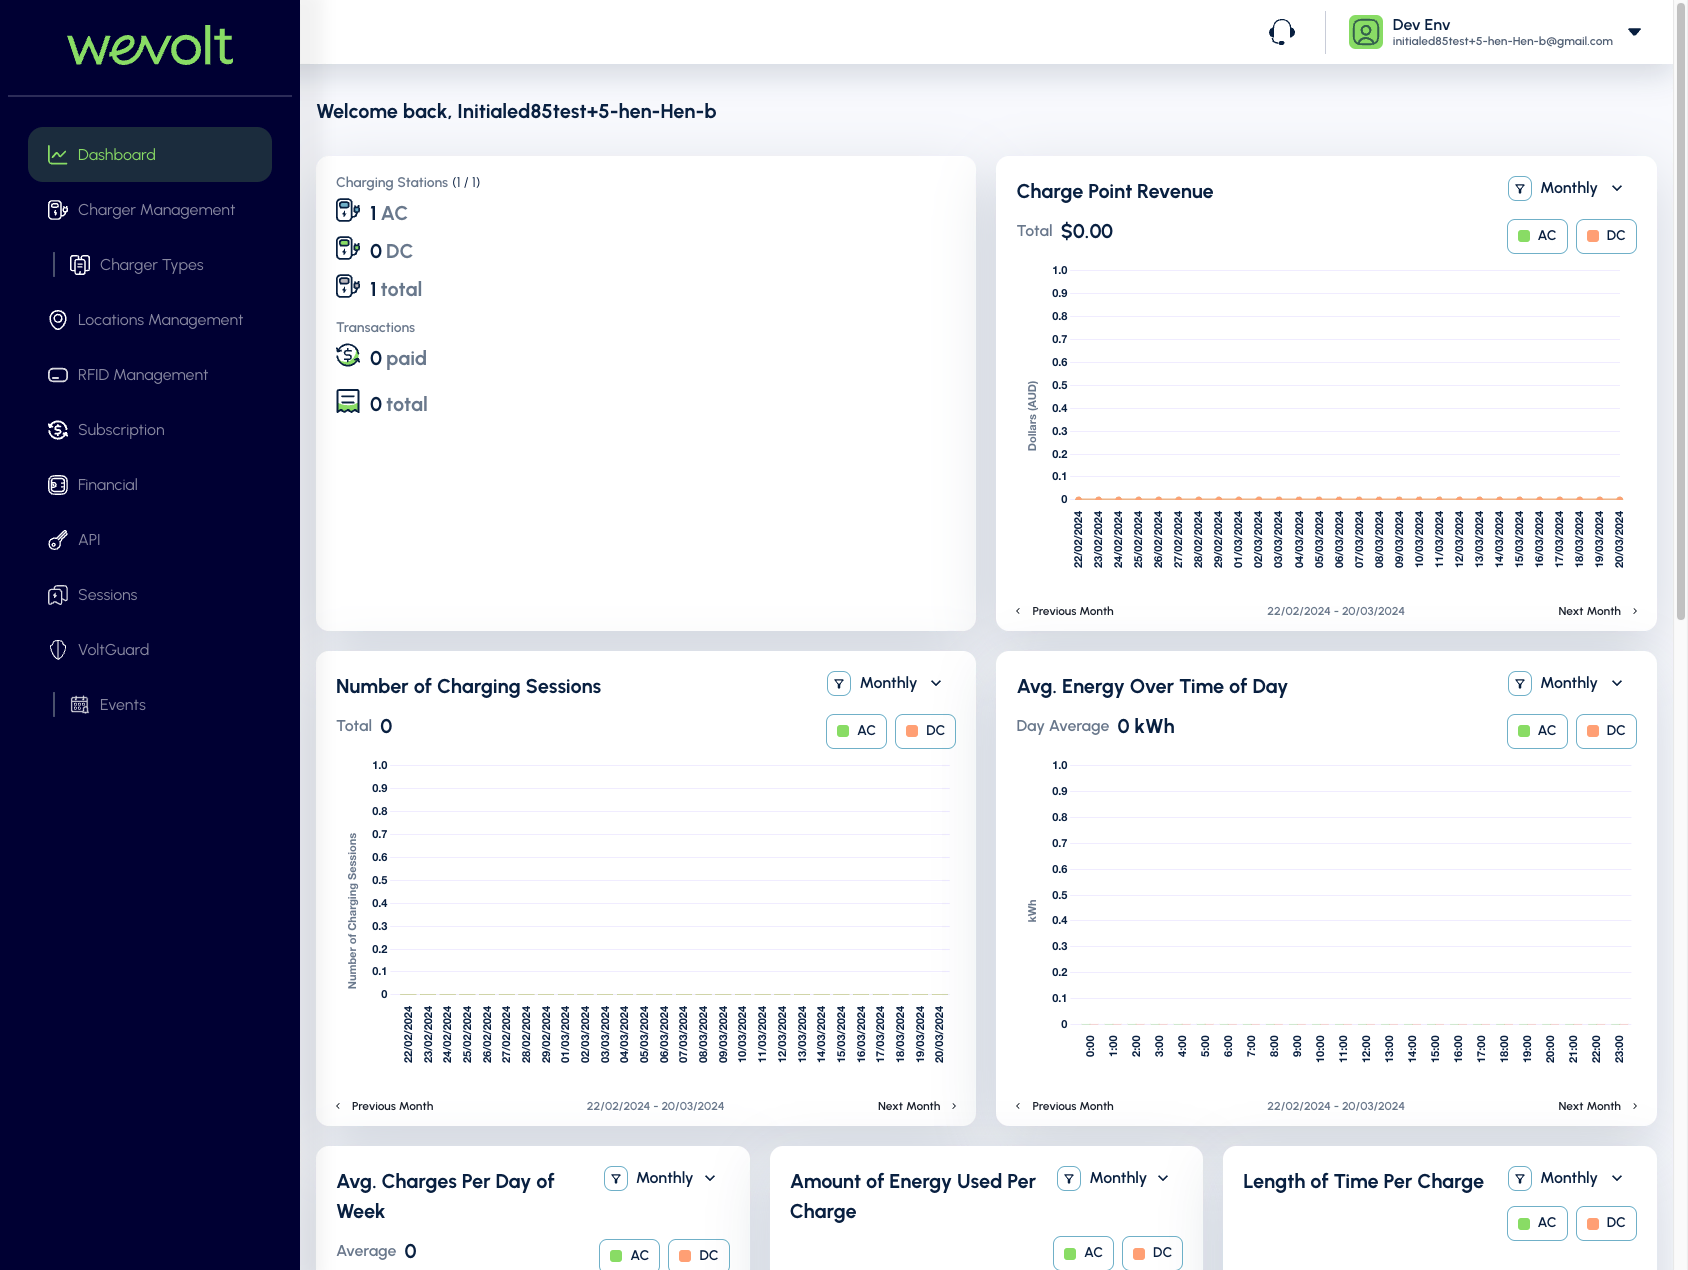 wevolt
Dashboard
Charger Management
Charger Types
Locations Management
RFID Management
Subscription
Financial
API
Sessions
VoltGuard
Events
Dev Env
initialed85test+5-hen-Hen-b@gmail.com
Welcome back, Initialed85test+5-hen-Hen-b
Charging Stations (1 / 1)
1 AC
0 DC
1 total
Transactions
0 paid
0 total
Charge Point Revenue
Monthly
Total $0.00
AC
DC
Dollars (AUD)
1.0
0.9
0.8
0.7
0.6
0.5
0.4
0.3
0.2
0.1
0
22/02/2024
23/02/2024
24/02/2024
25/02/2024
26/02/2024
27/02/2024
28/02/2024
29/02/2024
01/03/2024
02/03/2024
03/03/2024
04/03/2024
05/03/2024
06/03/2024
07/03/2024
08/03/2024
09/03/2024
10/03/2024
11/03/2024
12/03/2024
13/03/2024
14/03/2024
15/03/2024
16/03/2024
17/03/2024
18/03/2024
19/03/2024
20/03/2024
Previous Month
22/02/2024 - 20/03/2024
Next Month
Number of Charging Sessions
Monthly
Total 0
AC
DC
Number of Charging Sessions
1.0
0.9
0.8
0.7
0.6
0.5
0.4
0.3
0.2
0.1
0
22/02/2024
23/02/2024
24/02/2024
25/02/2024
26/02/2024
27/02/2024
28/02/2024
29/02/2024
01/03/2024
02/03/2024
03/03/2024
04/03/2024
05/03/2024
06/03/2024
07/03/2024
08/03/2024
09/03/2024
10/03/2024
11/03/2024
12/03/2024
13/03/2024
14/03/2024
15/03/2024
16/03/2024
17/03/2024
18/03/2024
19/03/2024
20/03/2024
Previous Month
22/02/2024 - 20/03/2024
Next Month
Avg. Energy Over Time of Day
Monthly
Day Average 0 kWh
AC
DC
kWh
1.0
0.9
0.8
0.7
0.6
0.5
0.4
0.3
0.2
0.1
0
0:00
1:00
2:00
3:00
4:00
5:00
6:00
7:00
8:00
9:00
10:00
11:00
12:00
13:00
14:00
15:00
16:00
17:00
18:00
19:00
20:00
21:00
22:00
23:00
Previous Month
22/02/2024 - 20/03/2024
Next Month
Avg. Charges Per Day of
Week
Monthly
Average 0
AC
DC
Amount of Energy Used Per
Charge
Monthly
AC
DC
Length of Time Per Charge
Monthly
AC
DC